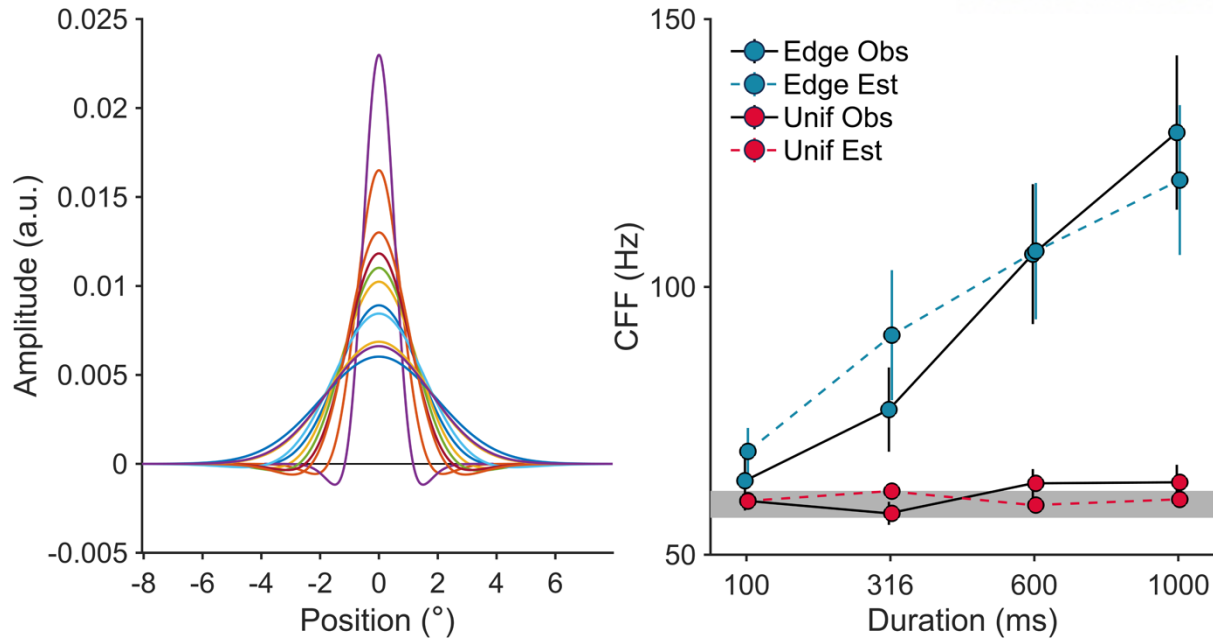 0.025
0.02
0.015
0.01
0.005
0
-0.005
Amplitude (a.u.)
-8 -6 -4 -2 0 2 4 6
Position (°)
150
100
50
CFF (Hz)
Edge Obs
Edge Est
Unif Obs
Unif Est
100 316 600 1000
Duration (ms)